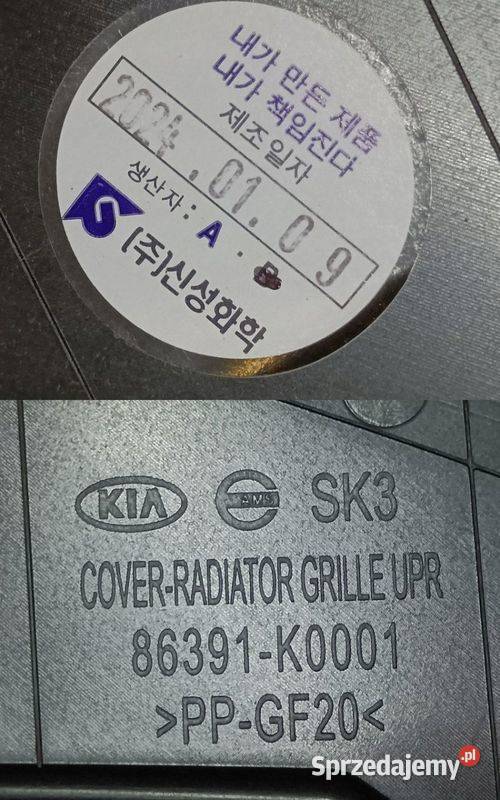 내가 만든 제품
내가 책임진다
제조일자
2024.01.09
생산자: A · B
S
(주)신성화학
KIA AMS SK3
COVER-RADIATOR GRILLE UPR
86391-K0001
>PP-GF20<
Sprzedajemy.pl